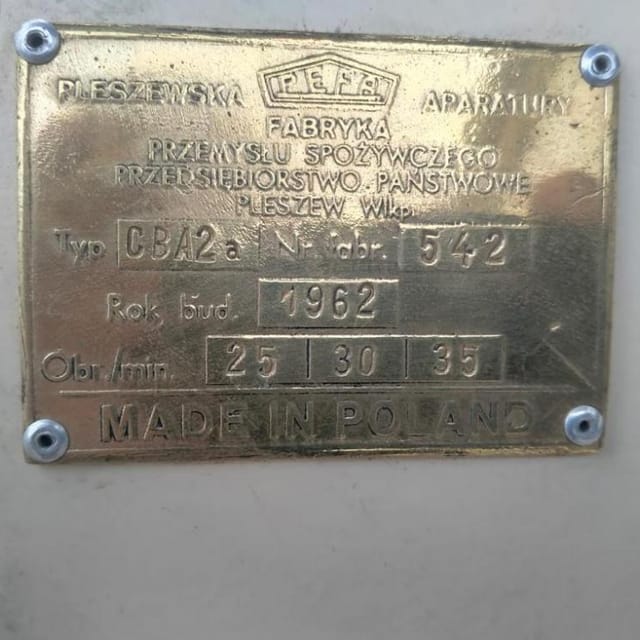 PEFA
PLESZEWSKA APARATURY
FABRYKA
PRZEMYSŁU SPOŻYWCZEGO
PRZEDSIĘBIORSTWO PAŃSTWOWE
PLESZEW Wlkp.
Typ CBA2a Nr. fabr. 542
Rok bud. 1962
Obr./min. 25 30 35
MADE IN POLAND